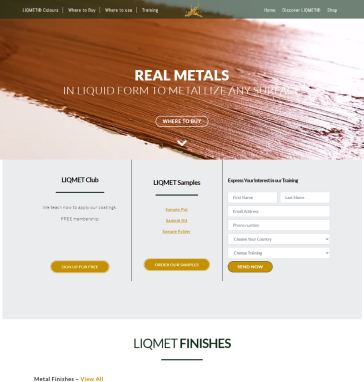 LIQMET® Colours | Where to Buy | Where to use | Training
Home Discover LIQMET® Shop
REAL METALS
IN LIQUID FORM TO METALLIZE ANY SURFACE
WHERE TO BUY
LIQMET Club
We teach how to apply our coatings.
FREE membership.
SIGN UP FOR FREE
LIQMET Samples
Sample Pot
Sample Kit
Sample Folder
ORDER OUR SAMPLES
Express Your Interest in our Training
First Name
Last Name
Email Address
Phone number
Choose Your Country
Choose Training
SEND NOW
LIQMET FINISHES
Metal Finishes – View All